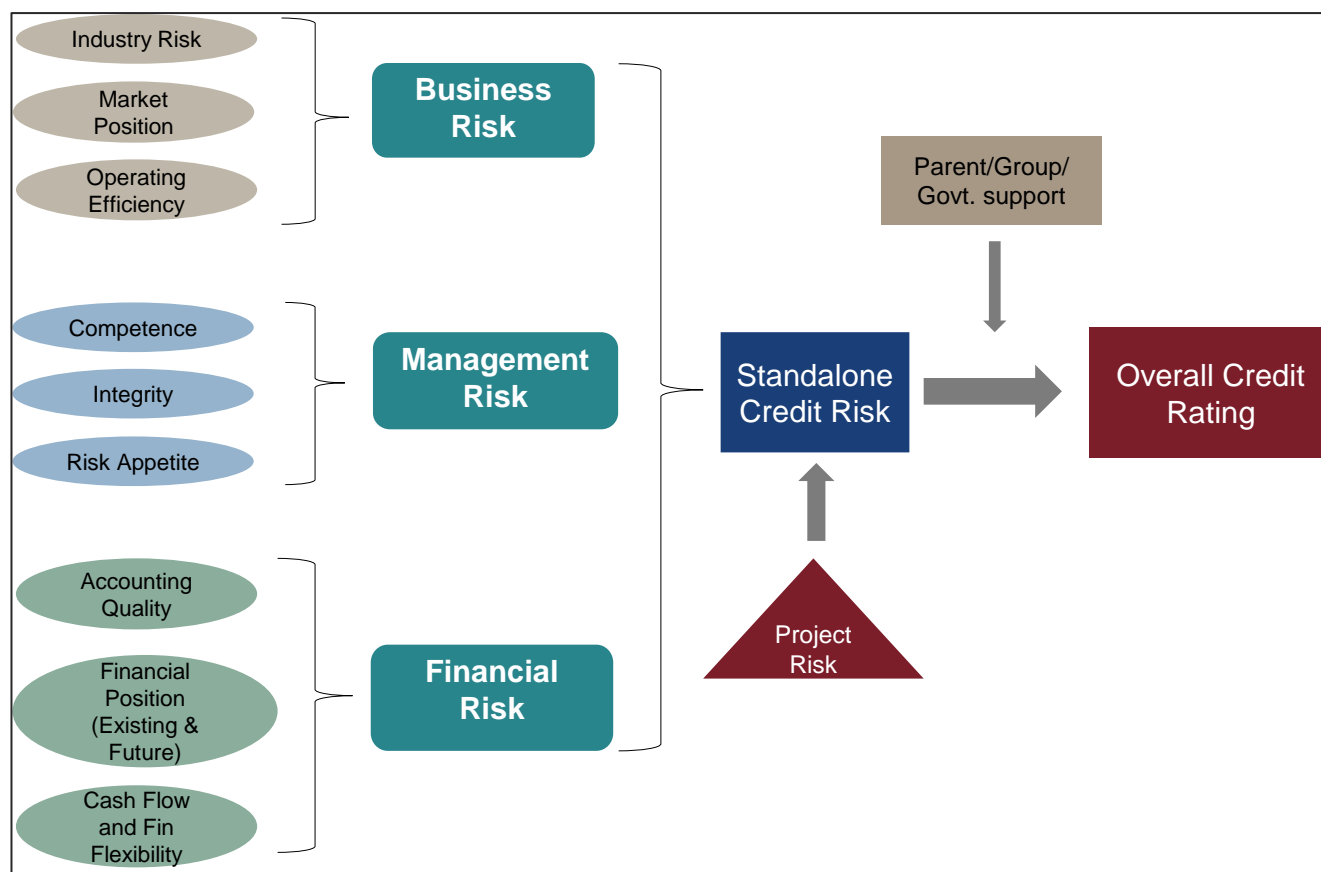 Industry Risk
Market
Position
Operating
Efficiency
Business
Risk
Competence
Integrity
Risk Appetite
Management
Risk
Accounting
Quality
Financial
Position
(Existing &
Future)
Cash Flow
and Fin
Flexibility
Financial
Risk
Standalone
Credit Risk
Project
Risk
Parent/Group/
Govt. support
Overall Credit
Rating